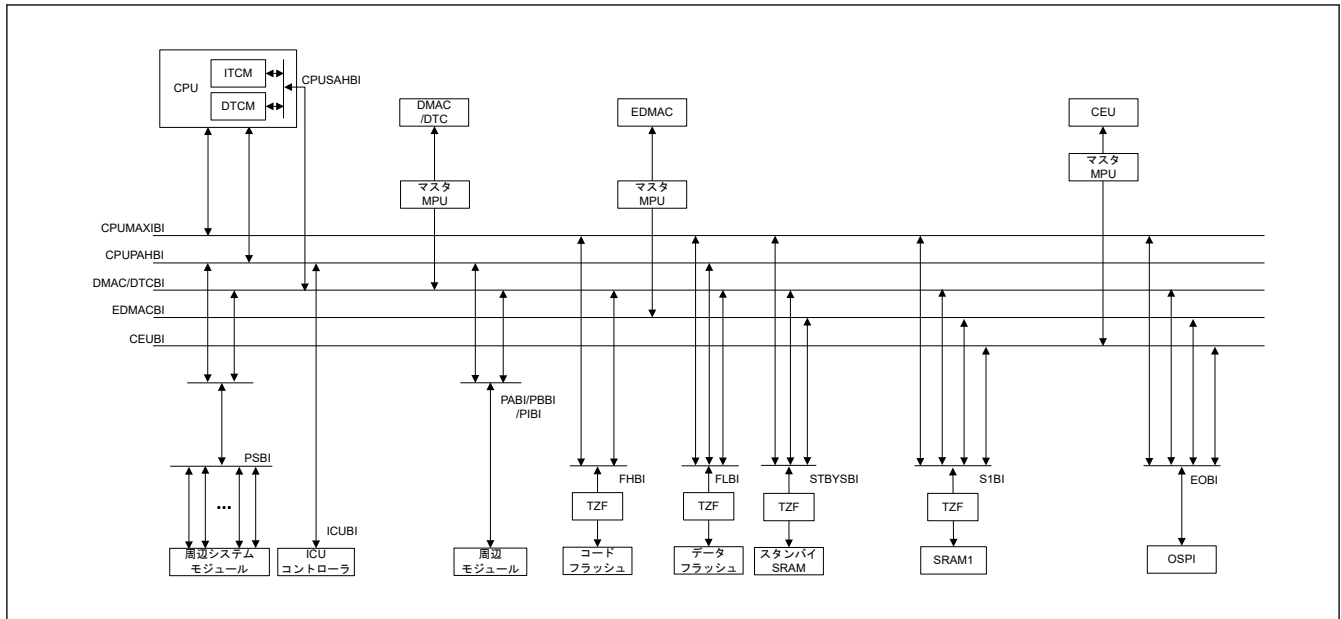 CPU
ITCM
DTCM
CPUSAHBI
DMAC
/DTC
EDMAC
CEU
マスタ
MPU
マスタ
MPU
マスタ
MPU
CPUMAXIBI
CPUPAHBI
DMAC/DTCBI
EDMACBI
CEUBI
PABI/PBBI
/PIBI
PSBI
FHBI
FLBI
STBYSBI
S1BI
EOBI
...
TZF
TZF
TZF
TZF
ICUBI
周辺システム
モジュール
ICU
コントローラ
周辺
モジュール
コード
フラッシュ
データ
フラッシュ
スタンバイ
SRAM
SRAM1
OSPI